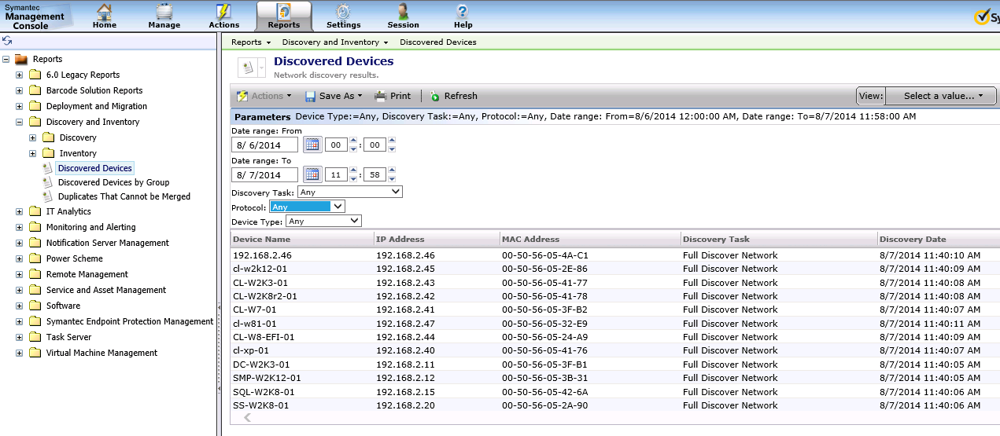 Symantec
Management
Console
Home Manage Actions Reports Settings Session Help
Sy
Reports Discovery and Inventory Discovered Devices
Reports
6.0 Legacy Reports
Barcode Solution Reports
Deployment and Migration
Discovery and Inventory
Discovery
Inventory
Discovered Devices
Discovered Devices by Group
Duplicates That Cannot be Merged
IT Analytics
Monitoring and Alerting
Notification Server Management
Power Scheme
Remote Management
Service and Asset Management
Software
Symantec Endpoint Protection Management
Task Server
Virtual Machine Management
Discovered Devices
Network discovery results.
Actions Save As Print Refresh View: Select a value...
Parameters Device Type:=Any, Discovery Task:=Any, Protocol:=Any, Date range: From=8/6/2014 12:00:00 AM, Date range: To=8/7/2014 11:58:00 AM
Date range: From
8/ 6/2014 00 : 00
Date range: To
8/ 7/2014 11 : 58
Discovery Task: Any
Protocol: Any
Device Type: Any
Device Name IP Address MAC Address Discovery Task Discovery Date
192.168.2.46 192.168.2.46 00-50-56-05-4A-C1 Full Discover Network 8/7/2014 11:40:10 AM
cl-w2k12-01 192.168.2.45 00-50-56-05-2E-86 Full Discover Network 8/7/2014 11:40:09 AM
CL-W2K3-01 192.168.2.43 00-50-56-05-41-77 Full Discover Network 8/7/2014 11:40:08 AM
CL-W2K8r2-01 192.168.2.42 00-50-56-05-41-78 Full Discover Network 8/7/2014 11:40:08 AM
CL-W7-01 192.168.2.41 00-50-56-05-3F-B2 Full Discover Network 8/7/2014 11:40:07 AM
cl-w81-01 192.168.2.47 00-50-56-05-32-E9 Full Discover Network 8/7/2014 11:40:11 AM
CL-W8-EFI-01 192.168.2.44 00-50-56-05-24-A9 Full Discover Network 8/7/2014 11:40:09 AM
cl-xp-01 192.168.2.40 00-50-56-05-41-76 Full Discover Network 8/7/2014 11:40:07 AM
DC-W2K3-01 192.168.2.11 00-50-56-05-3F-B1 Full Discover Network 8/7/2014 11:40:05 AM
SMP-W2K12-01 192.168.2.12 00-50-56-05-3B-31 Full Discover Network 8/7/2014 11:40:05 AM
SQL-W2K8-01 192.168.2.15 00-50-56-05-42-6A Full Discover Network 8/7/2014 11:40:06 AM
SS-W2K8-01 192.168.2.20 00-50-56-05-2A-90 Full Discover Network 8/7/2014 11:40:06 AM